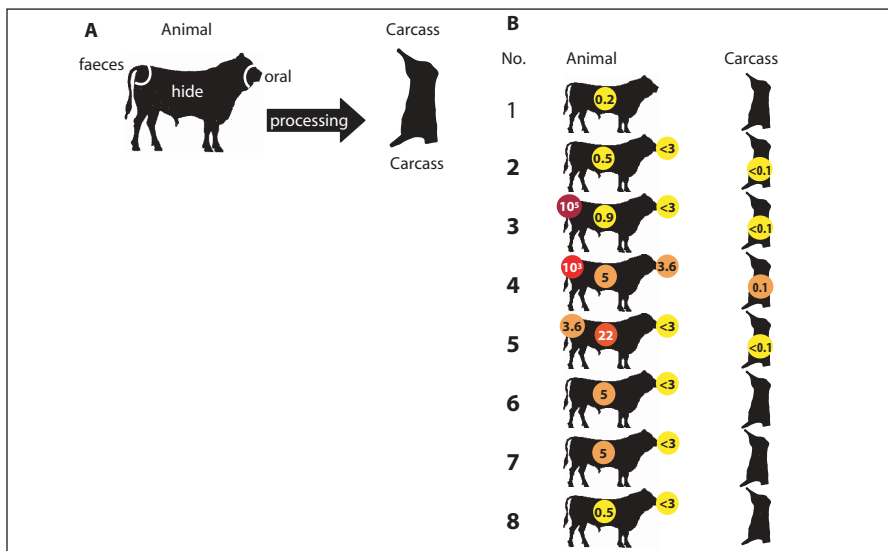 A
Animal
Carcass
faeces
oral
hide
processing
Carcass
B
No.
Animal
Carcass
1
0.2
2
0.5
<3
<0.1
3
10⁵
0.9
<3
<0.1
4
10³
5
3.6
0.1
5
3.6
22
<3
<0.1
6
5
<3
7
5
<3
8
0.5
<3